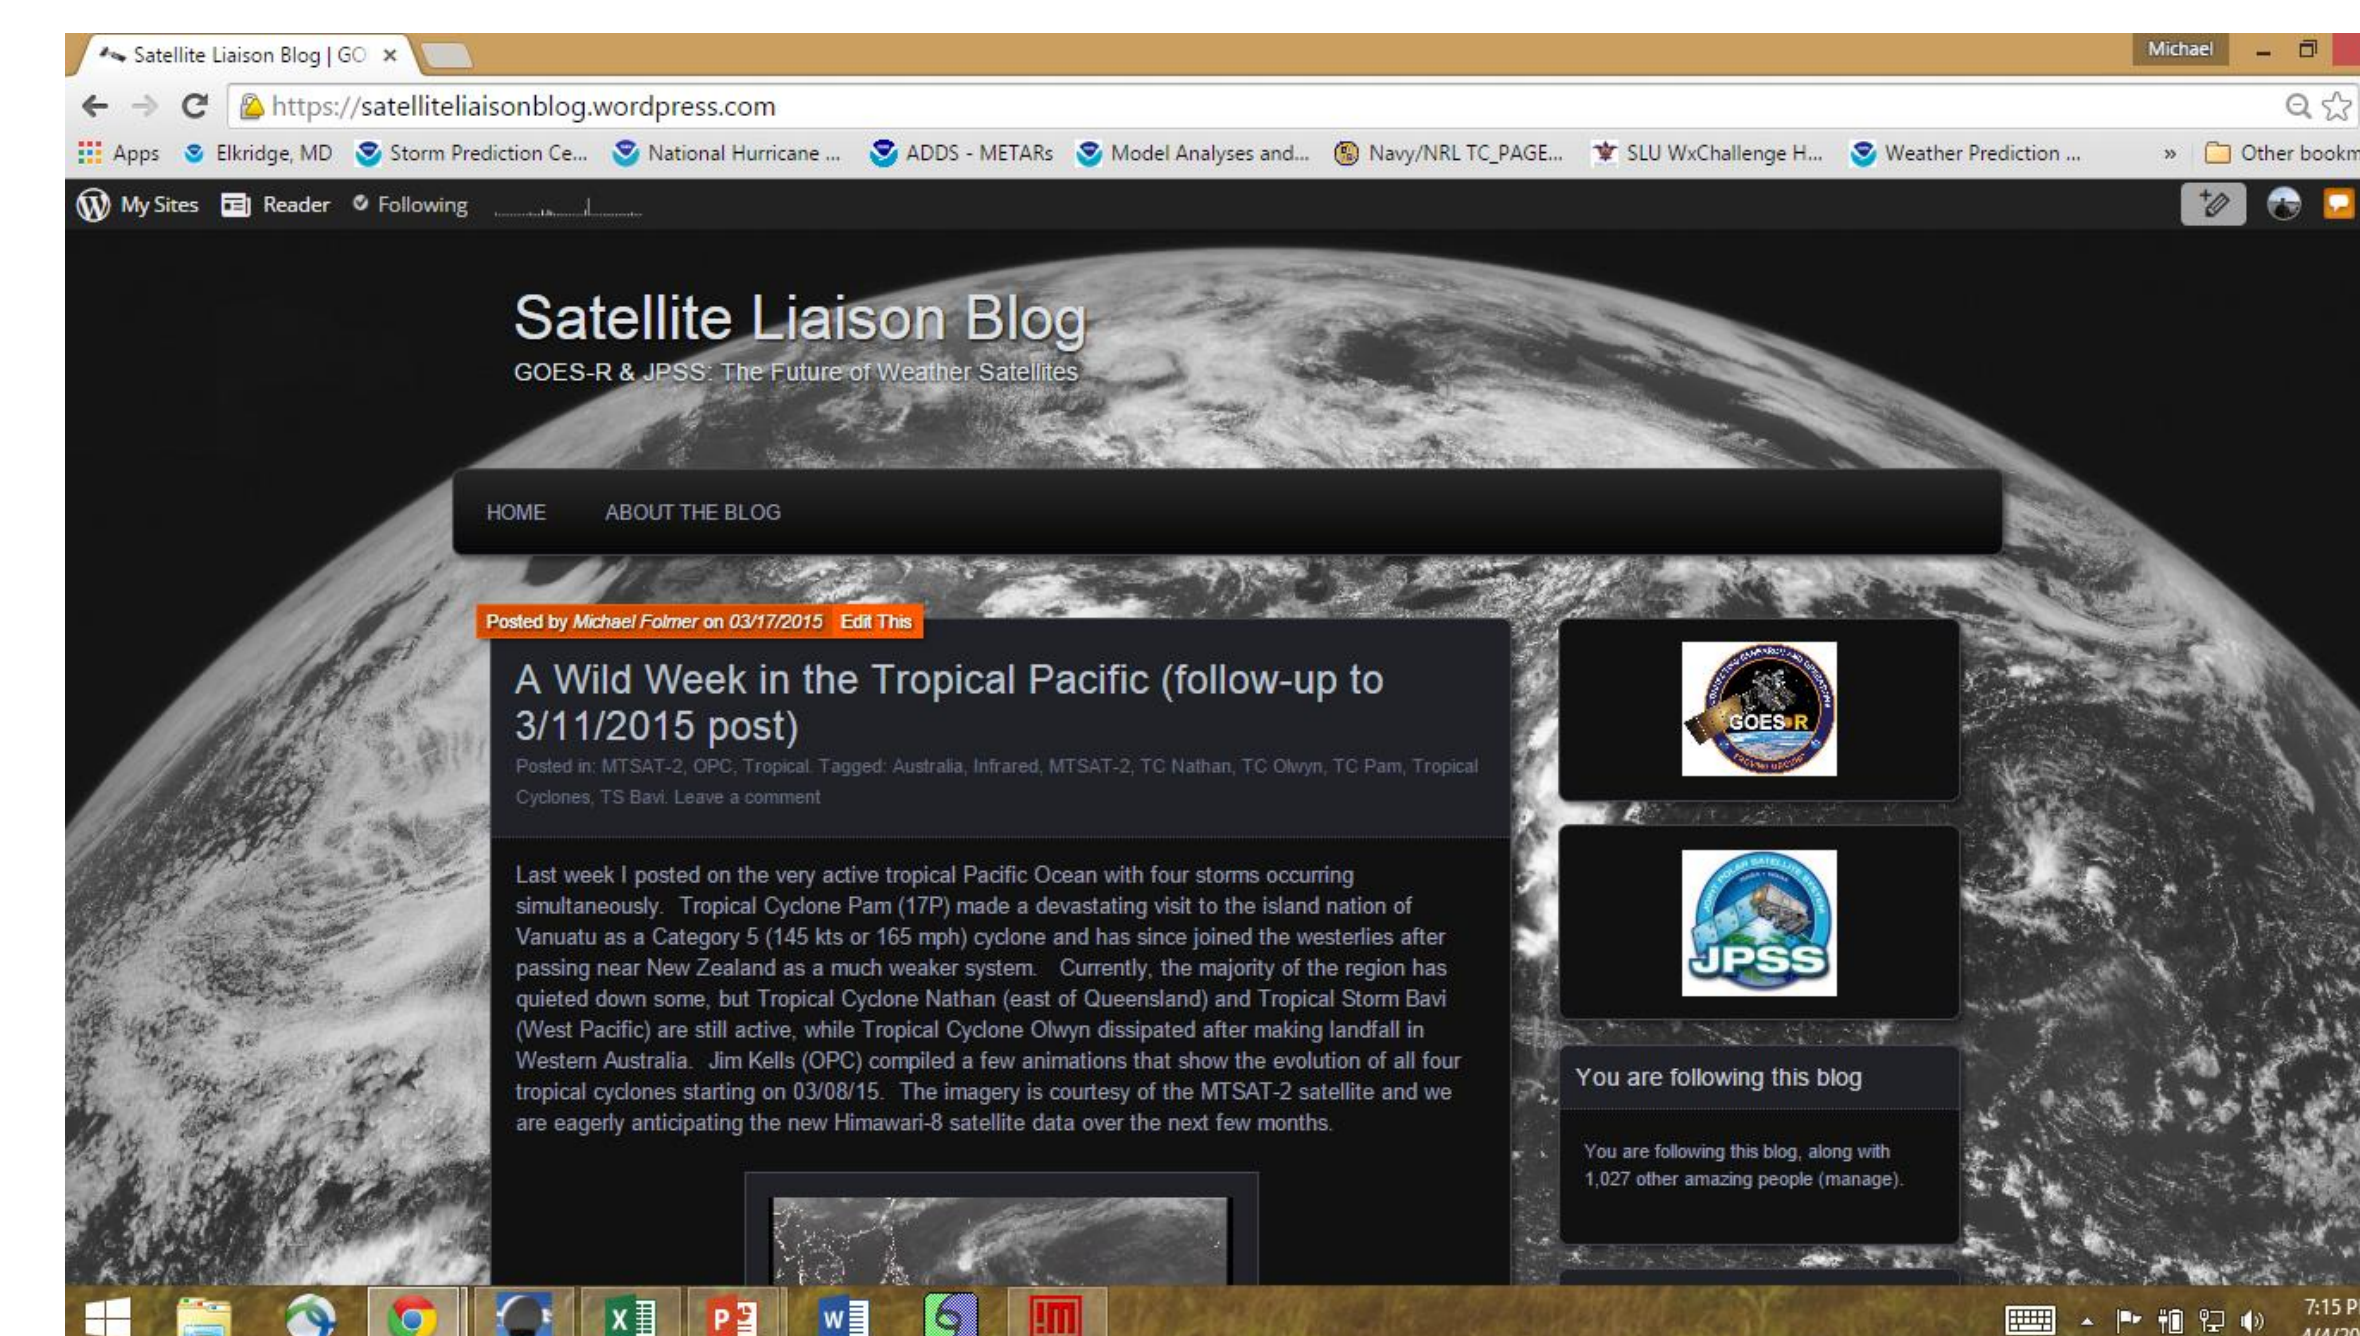 Satellite Liaison Blog | GO
Michael
https://satelliteliaisonblog.wordpress.com
Apps Elkridge, MD Storm Prediction Ce... National Hurricane ... ADDS - METARs Model Analyses and... Navy/NRL TC_PAGE... SLU WxChallenge H... Weather Prediction ... » Other bookm
My Sites Reader Following
Satellite Liaison Blog
GOES-R & JPSS: The Future of Weather Satellites
HOME ABOUT THE BLOG
Posted by Michael Folmer on 03/17/2015 Edit This
A Wild Week in the Tropical Pacific (follow-up to
3/11/2015 post)
Posted in: MTSAT-2, OPC, Tropical. Tagged: Australia, Infrared, MTSAT-2, TC Nathan, TC Olwyn, TC Pam, Tropical
Cyclones, TS Bavi. Leave a comment
Last week I posted on the very active tropical Pacific Ocean with four storms occurring
simultaneously. Tropical Cyclone Pam (17P) made a devastating visit to the island nation of
Vanuatu as a Category 5 (145 kts or 165 mph) cyclone and has since joined the westerlies after
passing near New Zealand as a much weaker system. Currently, the majority of the region has
quieted down some, but Tropical Cyclone Nathan (east of Queensland) and Tropical Storm Bavi
(West Pacific) are still active, while Tropical Cyclone Olwyn dissipated after making landfall in
Western Australia. Jim Kells (OPC) compiled a few animations that show the evolution of all four
tropical cyclones starting on 03/08/15. The imagery is courtesy of the MTSAT-2 satellite and we
are eagerly anticipating the new Himawari-8 satellite data over the next few months.
GOES-R
JOINT POLAR SATELLITE SYSTEM
JPSS
You are following this blog
You are following this blog, along with
1,027 other amazing people (manage).
7:15 P